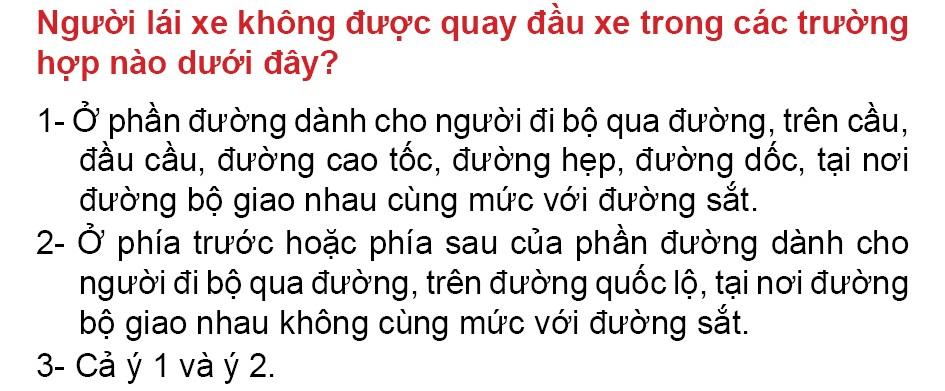 Người lái xe không được quay đầu xe trong các trường
hợp nào dưới đây?
1- Ở phần đường dành cho người đi bộ qua đường, trên cầu,
đầu cầu, đường cao tốc, đường hẹp, đường dốc, tại nơi
đường bộ giao nhau cùng mức với đường sắt.
2- Ở phía trước hoặc phía sau của phần đường dành cho
người đi bộ qua đường, trên đường quốc lộ, tại nơi đường
bộ giao nhau không cùng mức với đường sắt.
3- Cả ý 1 và ý 2.